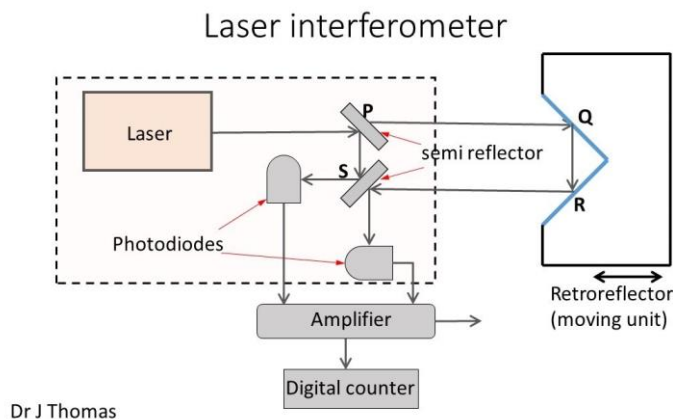 Laser interferometer
Laser
P
Q
semi reflector
S
R
Photodiodes
Retroreflector
(moving unit)
Amplifier
Digital counter
Dr J Thomas